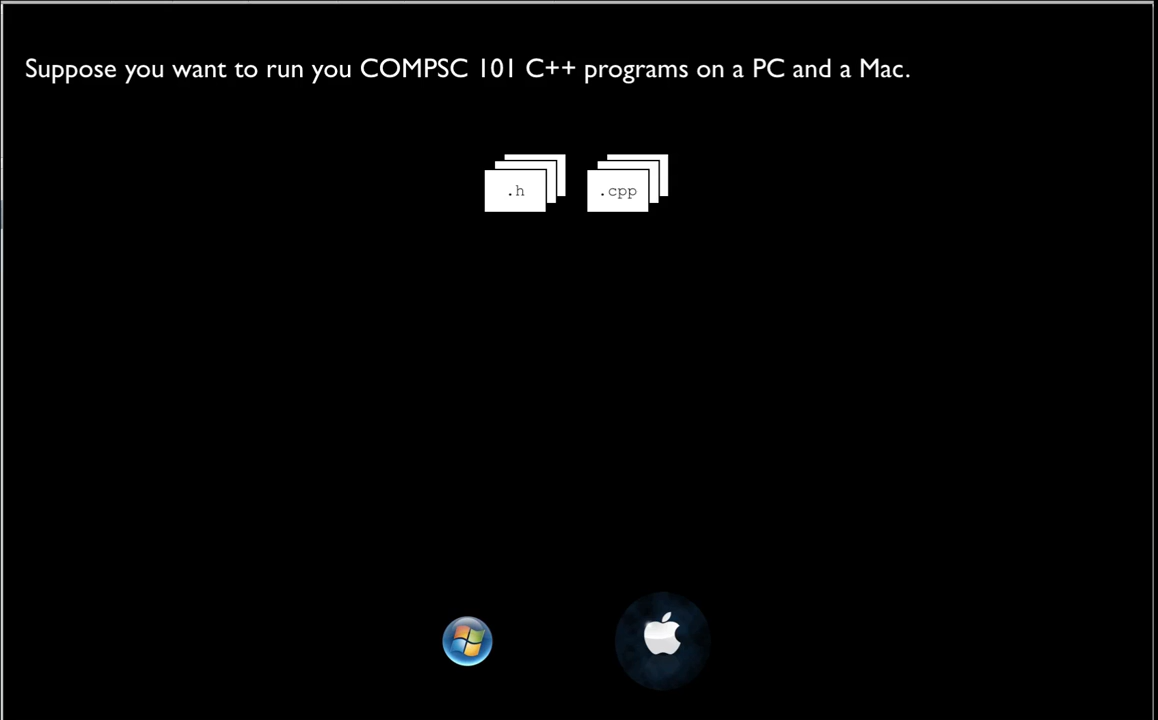 Suppose you want to run you COMPSC 101 C++ programs on a PC and a Mac.
.h .cpp